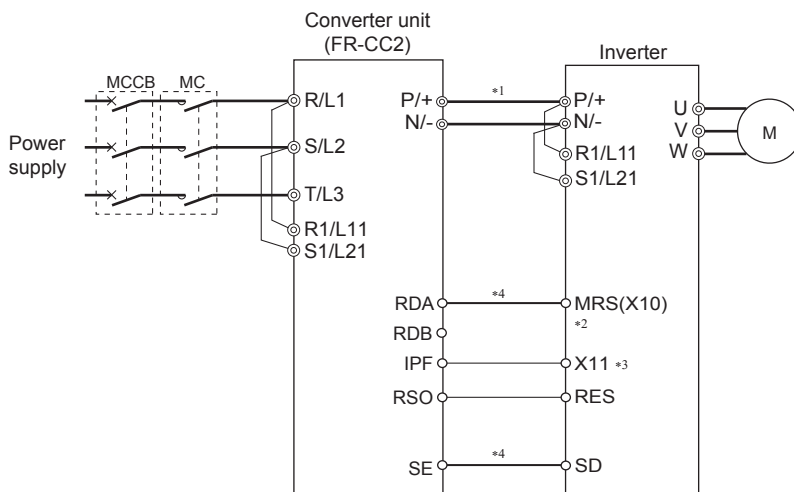 Converter unit
(FR-CC2)
Inverter
MCCB
MC
Power
supply
R/L1
S/L2
T/L3
R1/L11
S1/L21
P/+
N/-
*1
P/+
N/-
R1/L11
S1/L21
U
V
W
M
RDA
*4
MRS(X10)
*2
RDB
IPF
X11 *3
RSO
RES
SE
*4
SD